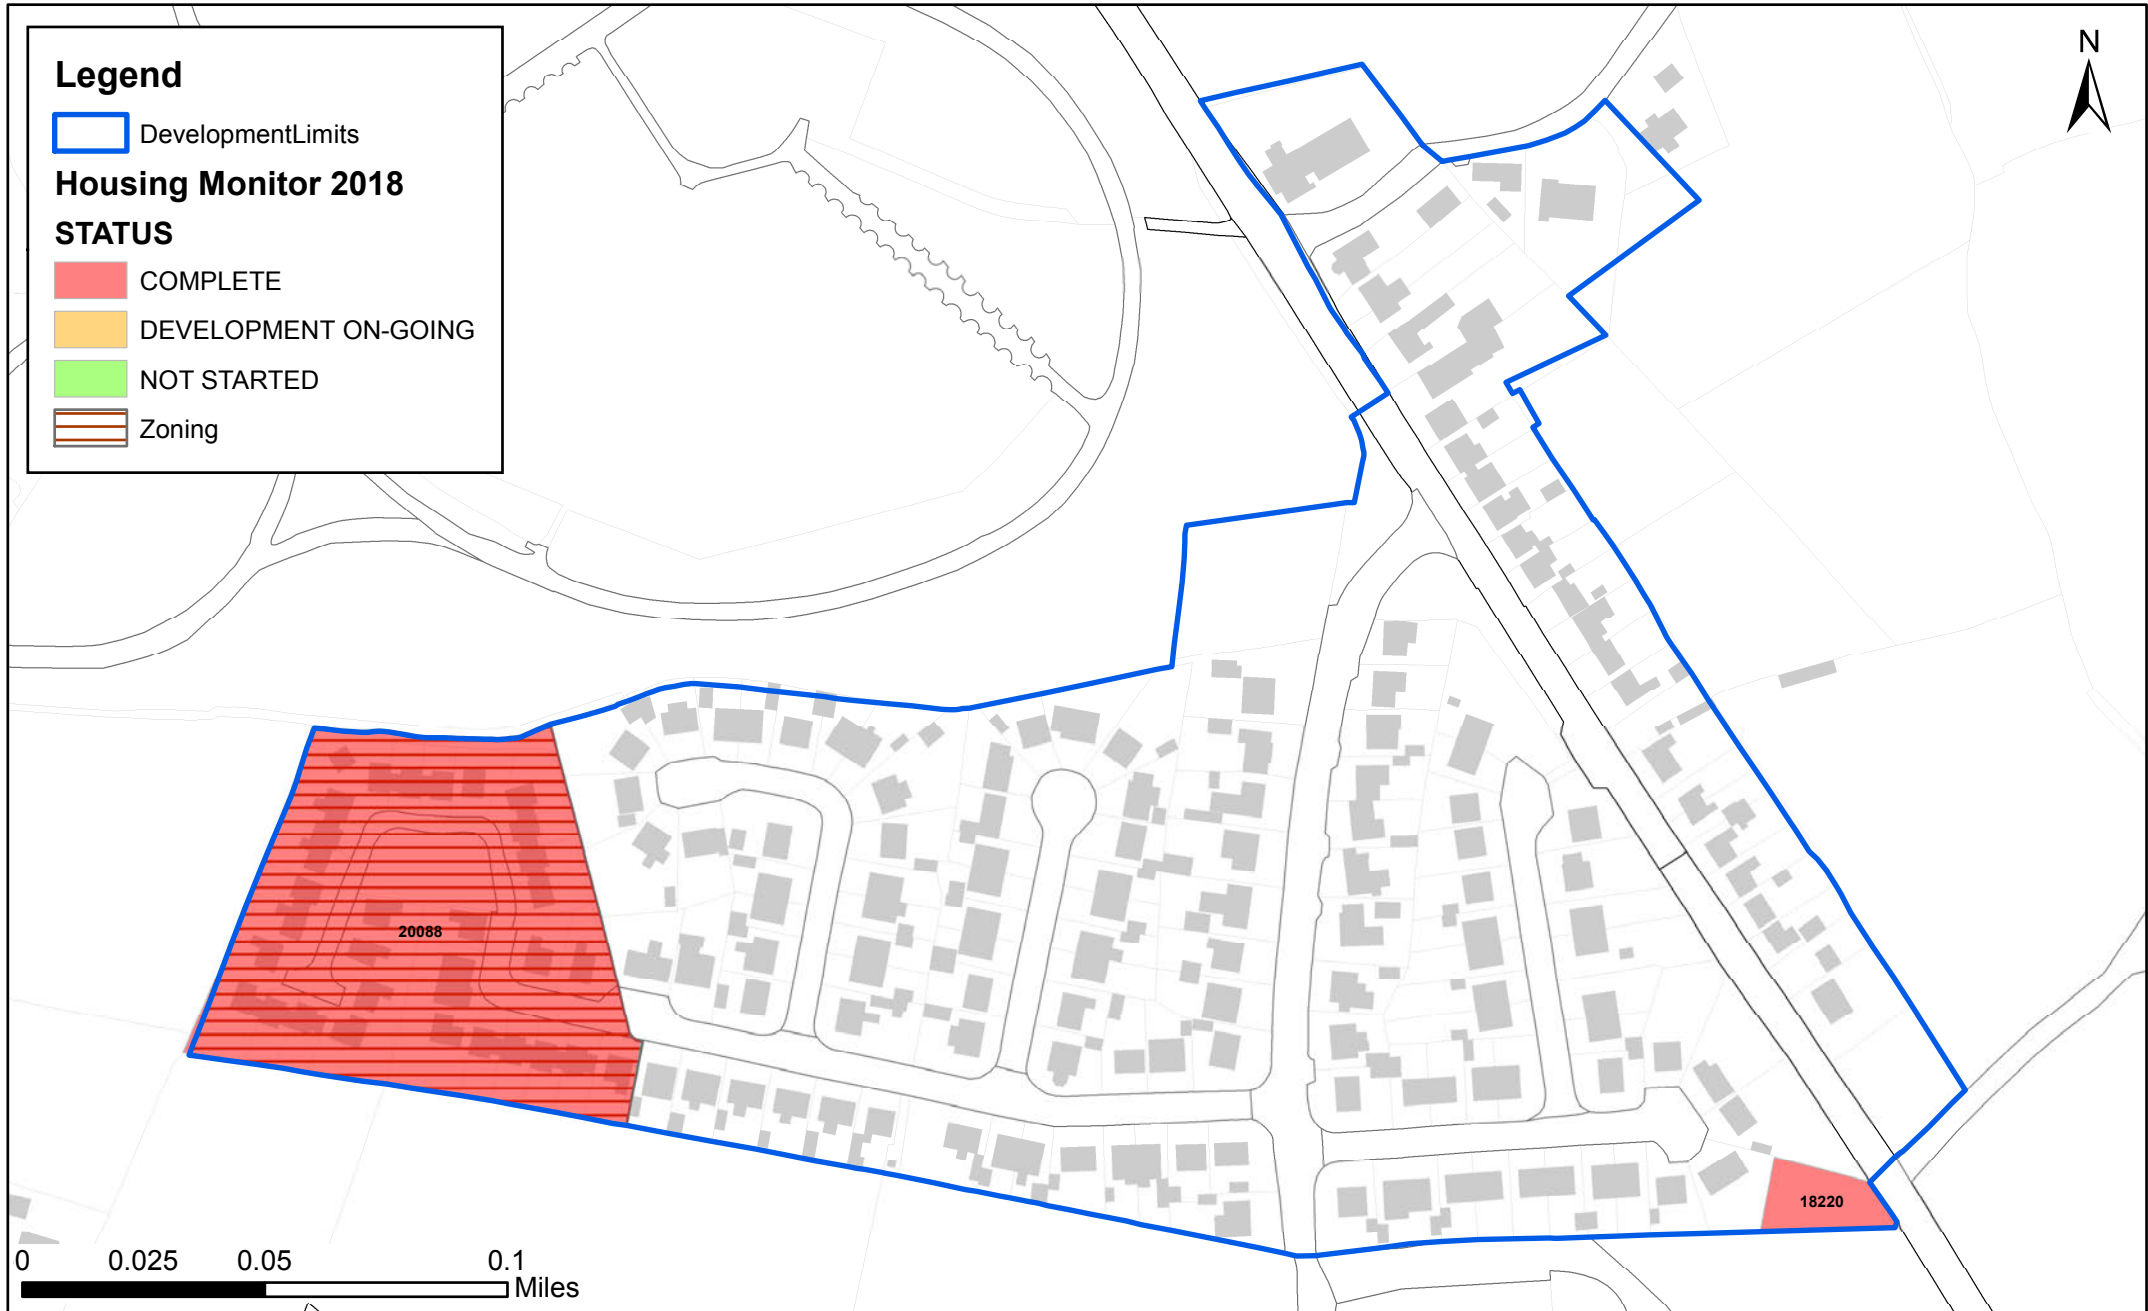 Legend
DevelopmentLimits
Housing Monitor 2018
STATUS
COMPLETE
DEVELOPMENT ON-GOING
NOT STARTED
Zoning
N
20088
18220
0 0.025 0.05 0.1
Miles